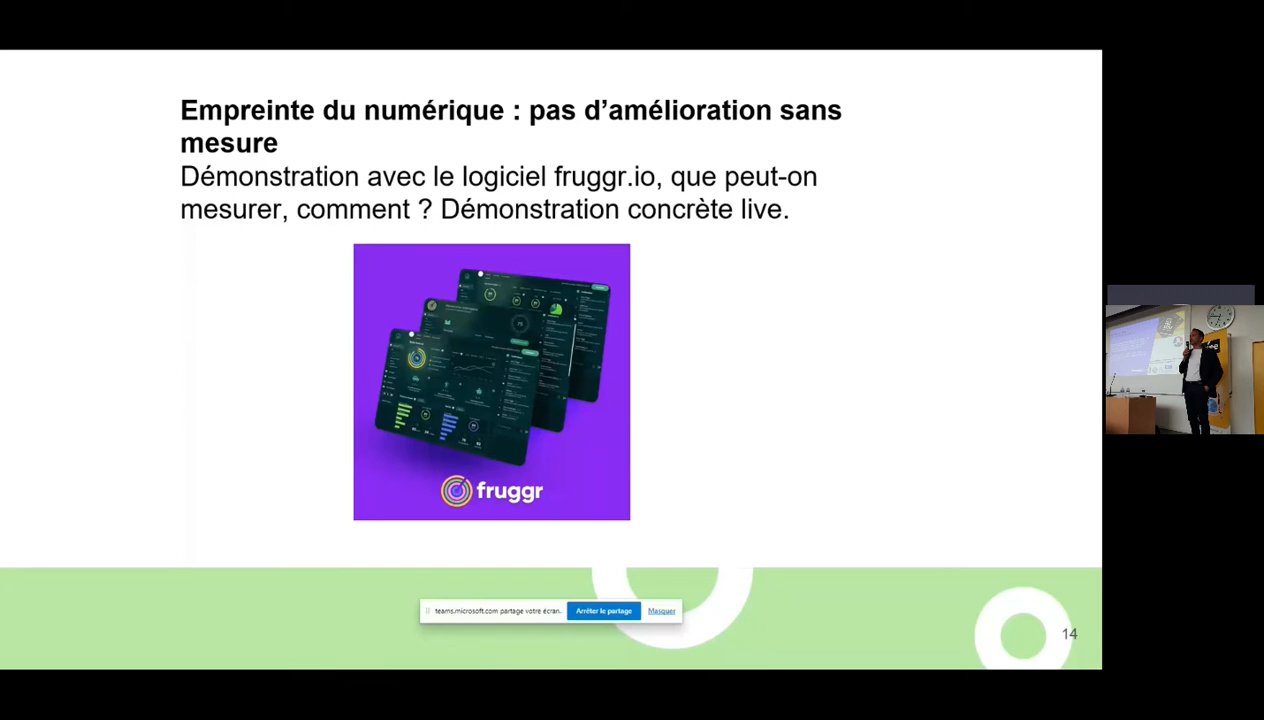 Empreinte du numérique : pas d’amélioration sans
mesure
Démonstration avec le logiciel fruggr.io, que peut-on
mesurer, comment ? Démonstration concrète live.
fruggr
teams.microsoft.com partage votre écran.
Arrêter le partage
Masquer
14